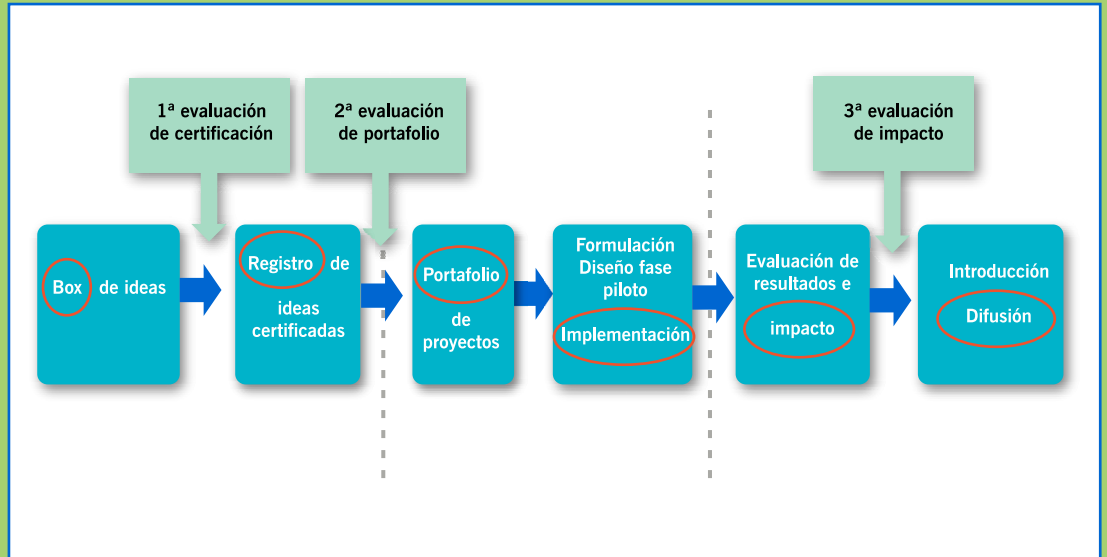 1ª evaluación
de certificación
2ª evaluación
de portafolio
3ª evaluación
de impacto
Box de ideas
Registro de
ideas
certificadas
Portafolio
de
proyectos
Formulación
Diseño fase
piloto
Implementación
Evaluación de
resultados e
impacto
Introducción
Difusión